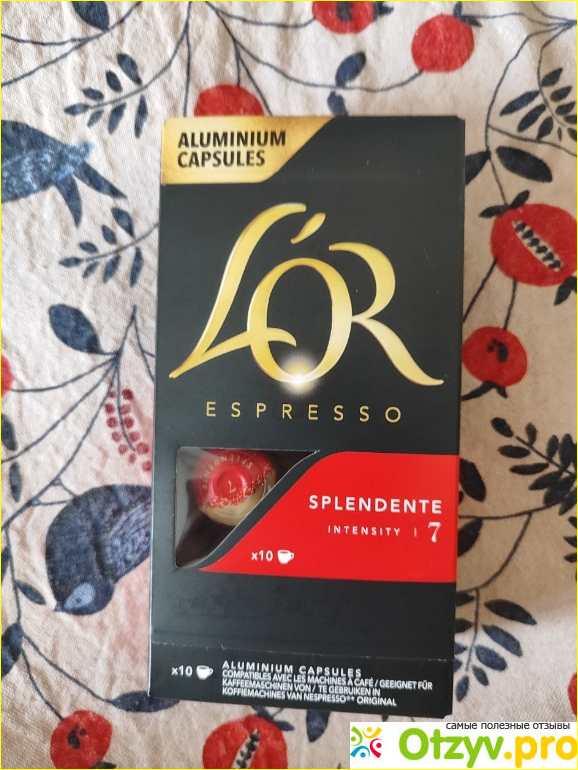 ALUMINIUM
CAPSULES
L'OR
ESPRESSO
SPLENDENTE
INTENSITY | 7
x10
x10
ALUMINIUM CAPSULES
COMPATIBLES AVEC LES MACHINES À CAFÉ / GEEIGNET FÜR
KAFFEEMASCHINEN VON / TE GEBRUIKEN IN
KOFFIEMACHINES VAN NESPRESSO®* ORIGINAL
самые полезные отзывы
Otzyv.pro